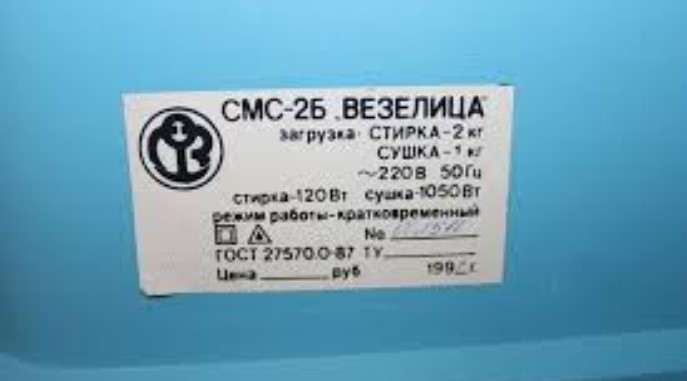 СМС-2Б „ВЕЗЕЛИЦА"
загрузка· СТИРКА-2 кг
СУШКА-1 кг
~220В 50Гц
стирка-120Вт сушка-1050Вт
режим работы-кратковременный
№
ГОСТ 27570.0-87 ТУ
Цена руб 199 г